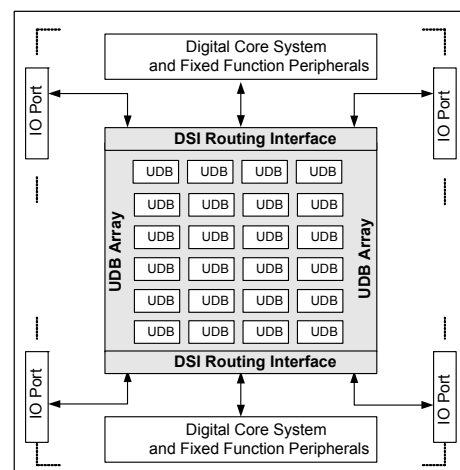 Digital Core System
and Fixed Function Peripherals
IO Port
IO Port
DSI Routing Interface
UDB Array
UDB Array
UDB UDB UDB UDB
UDB UDB UDB UDB
UDB UDB UDB UDB
UDB UDB UDB UDB
UDB UDB UDB UDB
UDB UDB UDB UDB
DSI Routing Interface
IO Port
IO Port
Digital Core System
and Fixed Function Peripherals